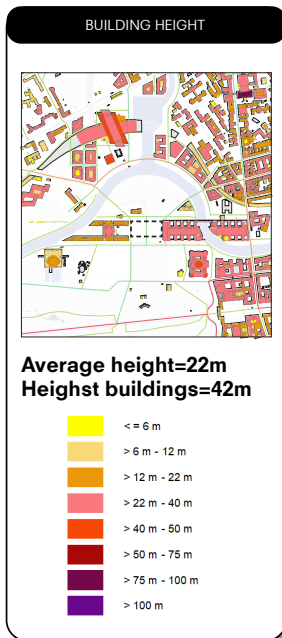 BUILDING HEIGHT
Average height=22m
Heighst buildings=42m
< = 6 m
> 6 m - 12 m
> 12 m - 22 m
> 22 m - 40 m
> 40 m - 50 m
> 50 m - 75 m
> 75 m - 100 m
> 100 m